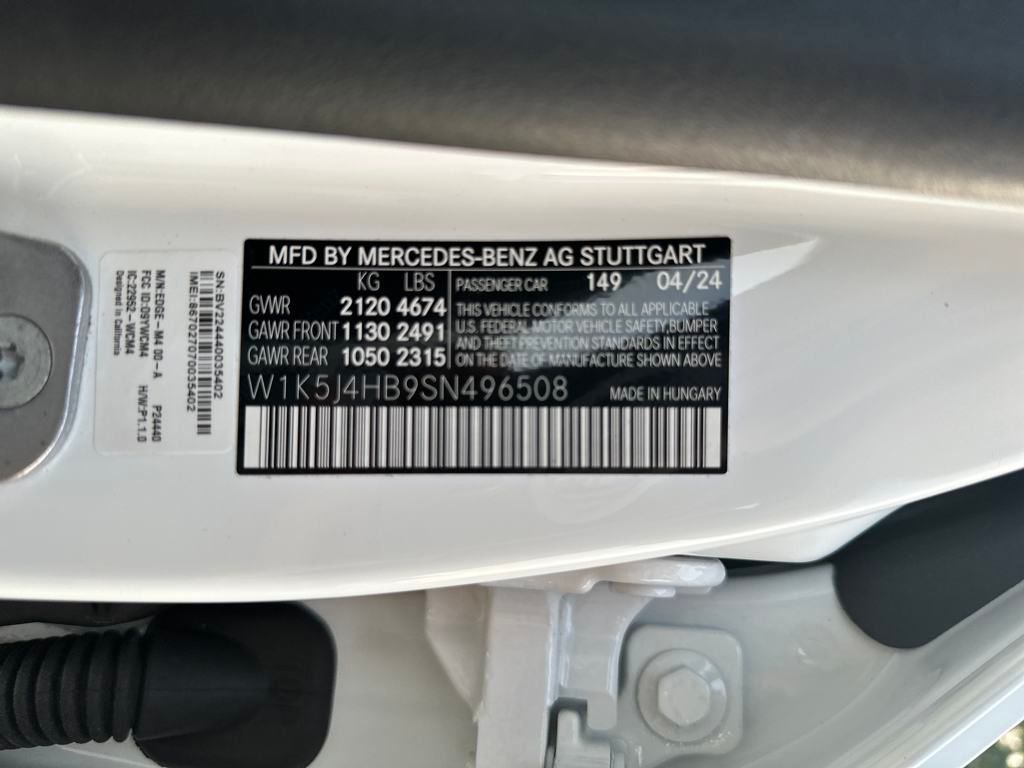 MFD BY MERCEDES-BENZ AG STUTTGART
KG LBS
GVWR 2120 4674
GAWR FRONT 1130 2491
GAWR REAR 1050 2315
PASSENGER CAR 149 04/24
THIS VEHICLE CONFORMS TO ALL APPLICABLE
U.S. FEDERAL MOTOR VEHICLE SAFETY,BUMPER
AND THEFT PREVENTION STANDARDS IN EFFECT
ON THE DATE OF MANUFACTURE SHOWN ABOVE
W1K5J4HB9SN496508 MADE IN HUNGARY
SN:BV224440035402
IMEI:867027070035402
M/N:EDGE-M4 00-A P24440
FCC ID:O9YWCM4 H/W:P1.1.0
IC:22952-WCM4
Designed in California